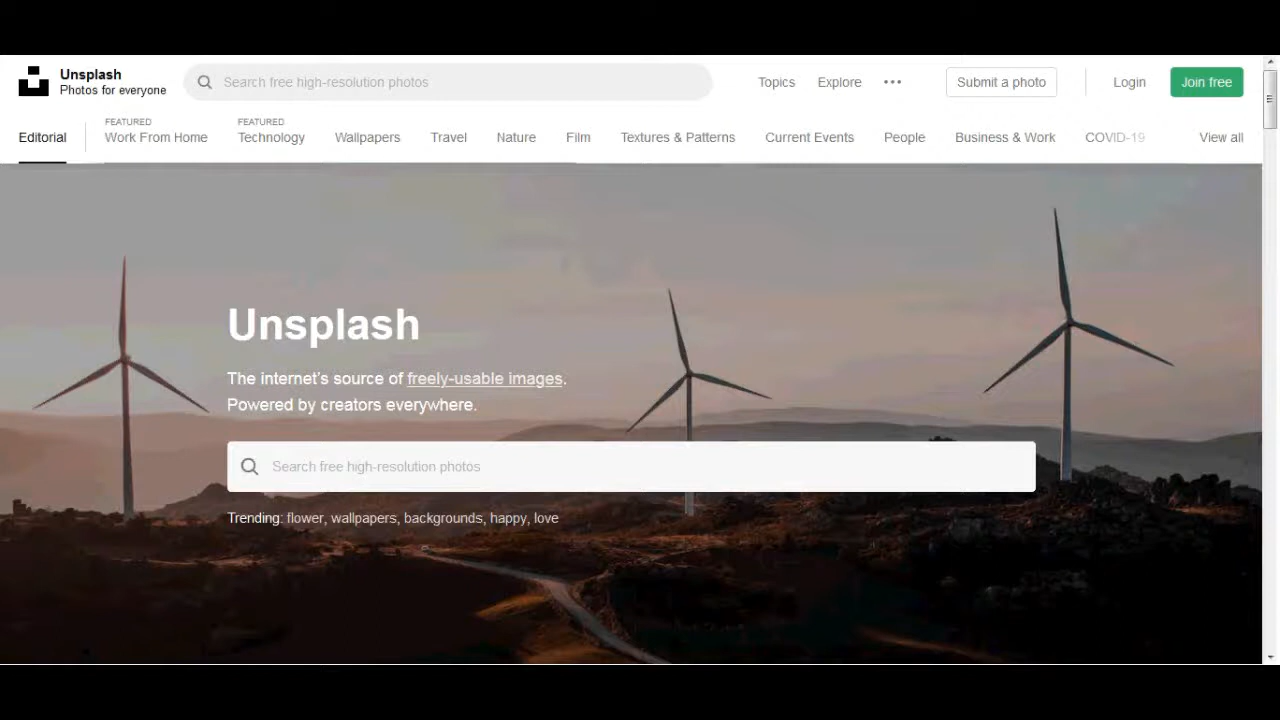 Unsplash
Photos for everyone
Search free high-resolution photos
Topics
Explore
Submit a photo
Login
Join free
Editorial
FEATURED
Work From Home
FEATURED
Technology
Wallpapers
Travel
Nature
Film
Textures & Patterns
Current Events
People
Business & Work
COVID-19
View all
Unsplash
The internet's source of freely-usable images.
Powered by creators everywhere.
Search free high-resolution photos
Trending: flower, wallpapers, backgrounds, happy, love